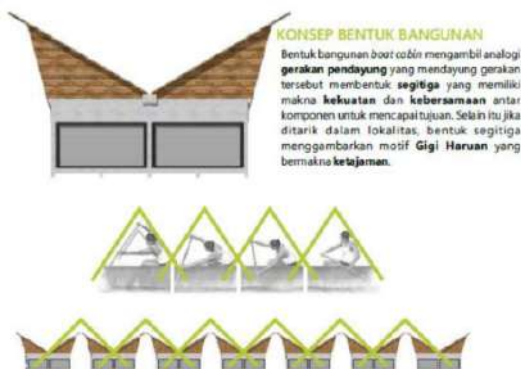 KONSEP BENTUK BANGUNAN
Bentuk bangunan boat cabin mengambil analogi
gerakan pendayung yang mendayung gerakan
tersebut membentuk segitiga yang memiliki
makna kekuatan dan kebersamaan antar
komponen untuk mencapai tujuan. Selain itu jika
ditarik dalam lokalitas, bentuk segitiga
menggambarkan motif Gigi Haruan yang
bermakna ketajaman.